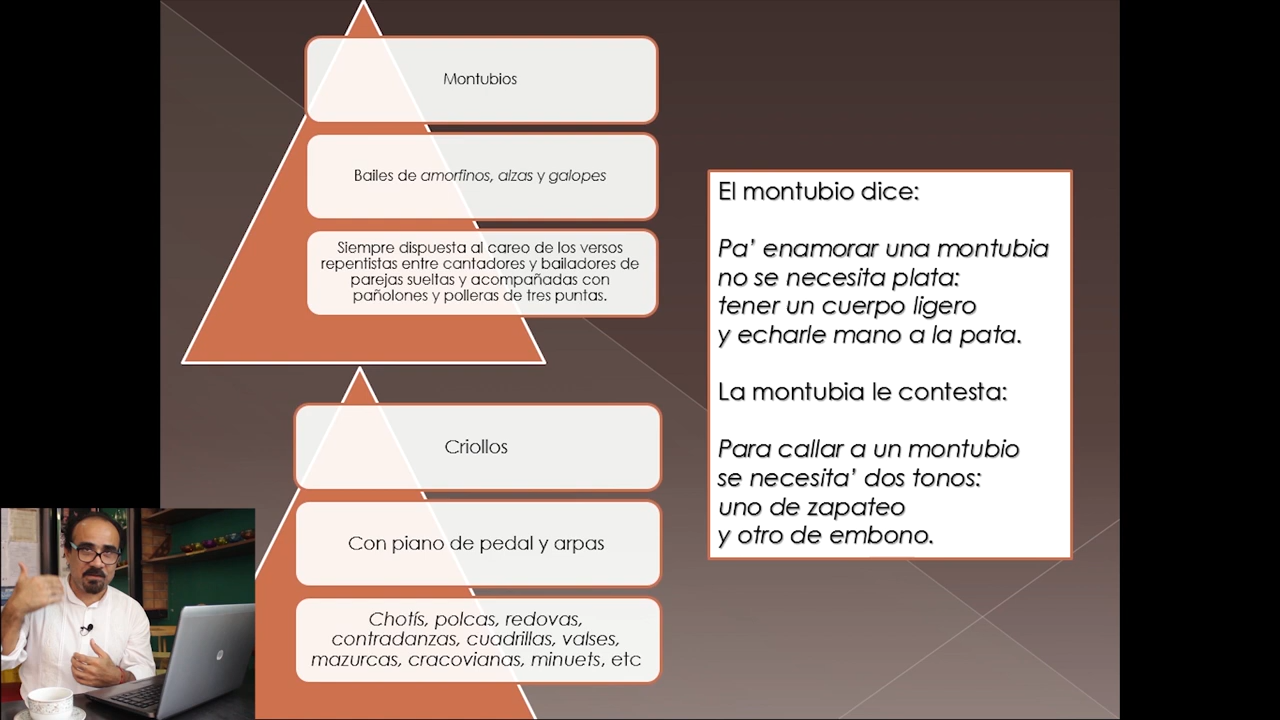 Montubios
Bailes de amorfinos, alzas y galopes
Siempre dispuesta al careo de los versos
repentistas entre cantadores y bailadores de
parejas sueltas y acompañadas con
pañolones y polleras de tres puntas.
Criollos
Con piano de pedal y arpas
Chotís, polcas, redovas,
contradanzas, cuadrillas, valses,
mazurcas, cracovianas, minuets, etc
El montubio dice:
Pa’ enamorar una montubia
no se necesita plata:
tener un cuerpo ligero
y echarle mano a la pata.
La montubia le contesta:
Para callar a un montubio
se necesita’ dos tonos:
uno de zapateo
y otro de embono.